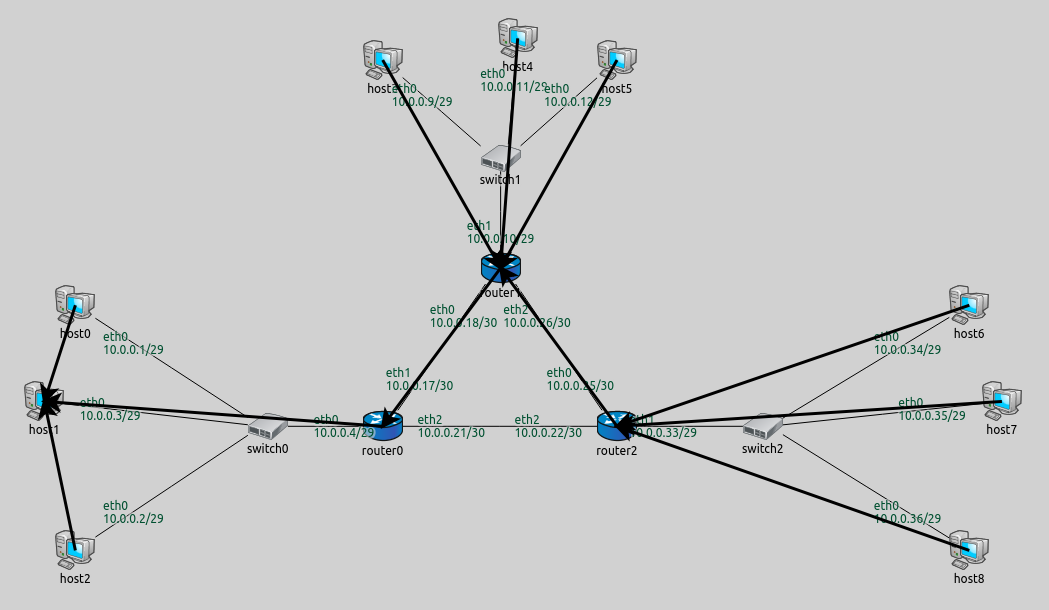 host4
eth0
10.0.0.11/29
host
eth0
10.0.0.9/29
eth0
10.0.0.12/29
host5
switch1
eth1
10.0.0.10/29
router1
eth0
10.0.0.18/30
eth2
10.0.0.26/30
host0
eth0
10.0.0.1/29
host6
eth0
10.0.0.34/29
eth1
10.0.0.17/30
eth0
10.0.0.25/30
host1
eth0
10.0.0.3/29
eth0
10.0.0.35/29
host7
switch0
eth0
10.0.0.4/29
router0
eth2
10.0.0.21/30
eth2
10.0.0.22/30
router2
eth1
10.0.0.33/29
switch2
eth0
10.0.0.2/29
host2
eth0
10.0.0.36/29
host8